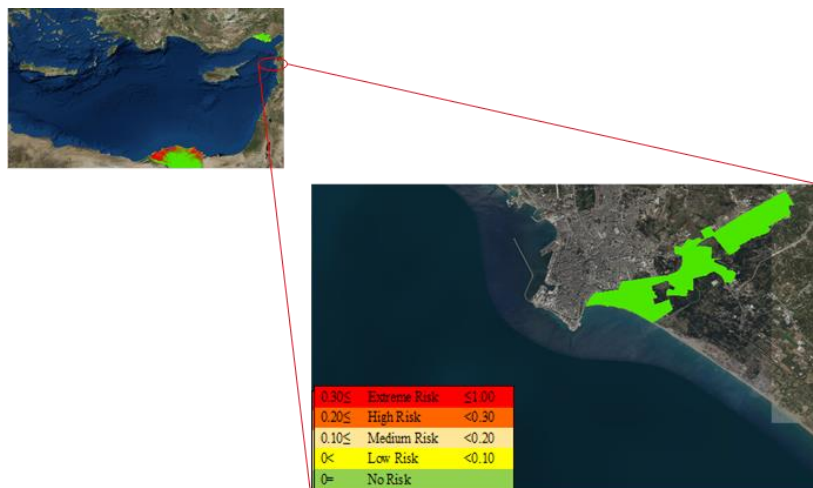 0.30≤ Extreme Risk ≤1.00
0.20≤ High Risk <0.30
0.10≤ Medium Risk <0.20
0< Low Risk <0.10
0= No Risk